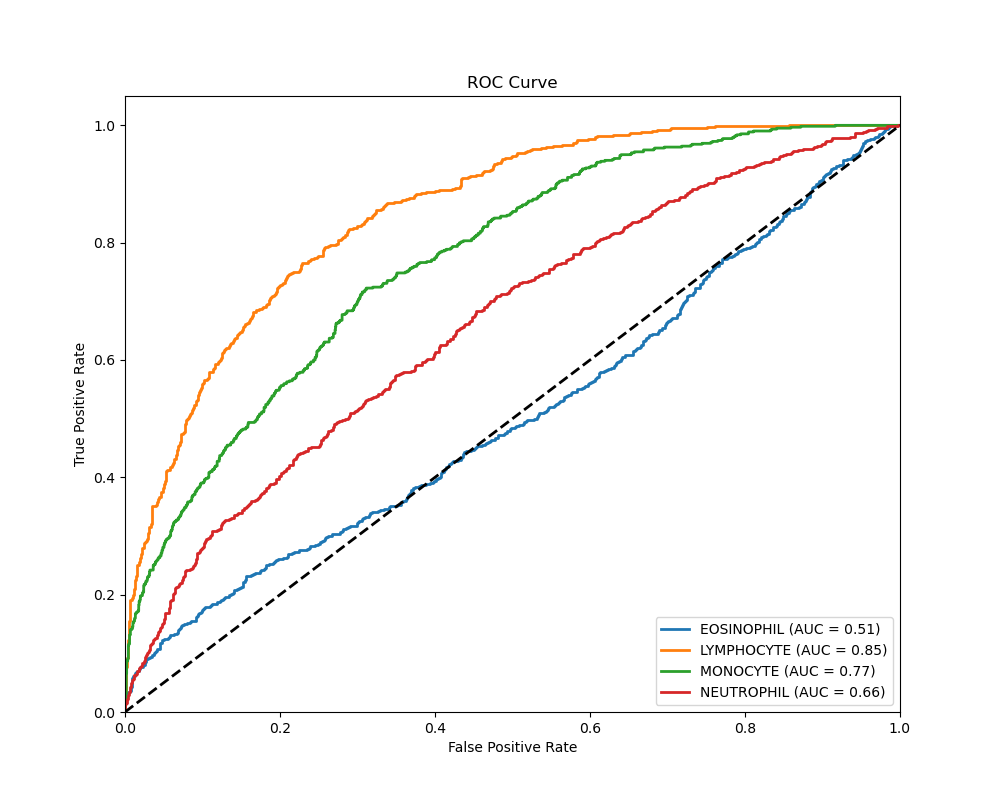 ROC Curve
True Positive Rate
1.0
0.8
0.6
0.4
0.2
0.0
0.0 0.2 0.4 0.6 0.8 1.0
False Positive Rate
EOSINOPHIL (AUC = 0.51)
LYMPHOCYTE (AUC = 0.85)
MONOCYTE (AUC = 0.77)
NEUTROPHIL (AUC = 0.66)